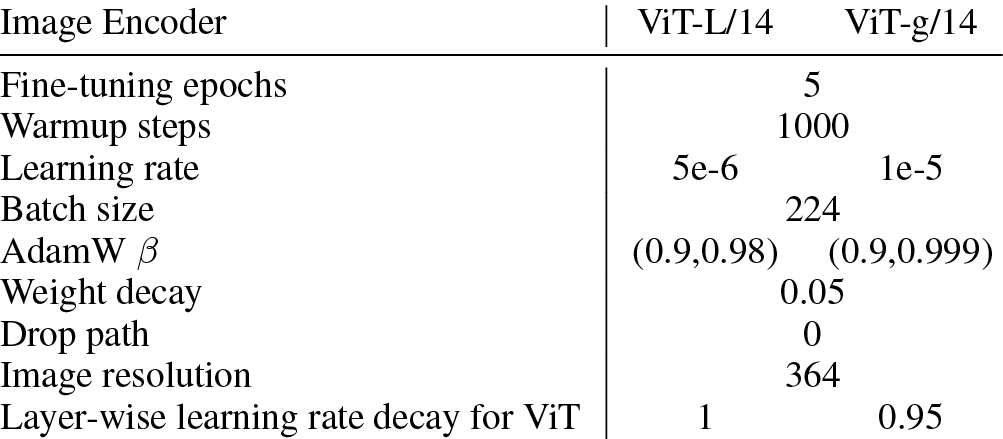 Image Encoder ViT-L/14 ViT-g/14
Fine-tuning epochs 5
Warmup steps 1000
Learning rate 5e-6 1e-5
Batch size 224
AdamW β (0.9,0.98) (0.9,0.999)
Weight decay 0.05
Drop path 0
Image resolution 364
Layer-wise learning rate decay for ViT 1 0.95